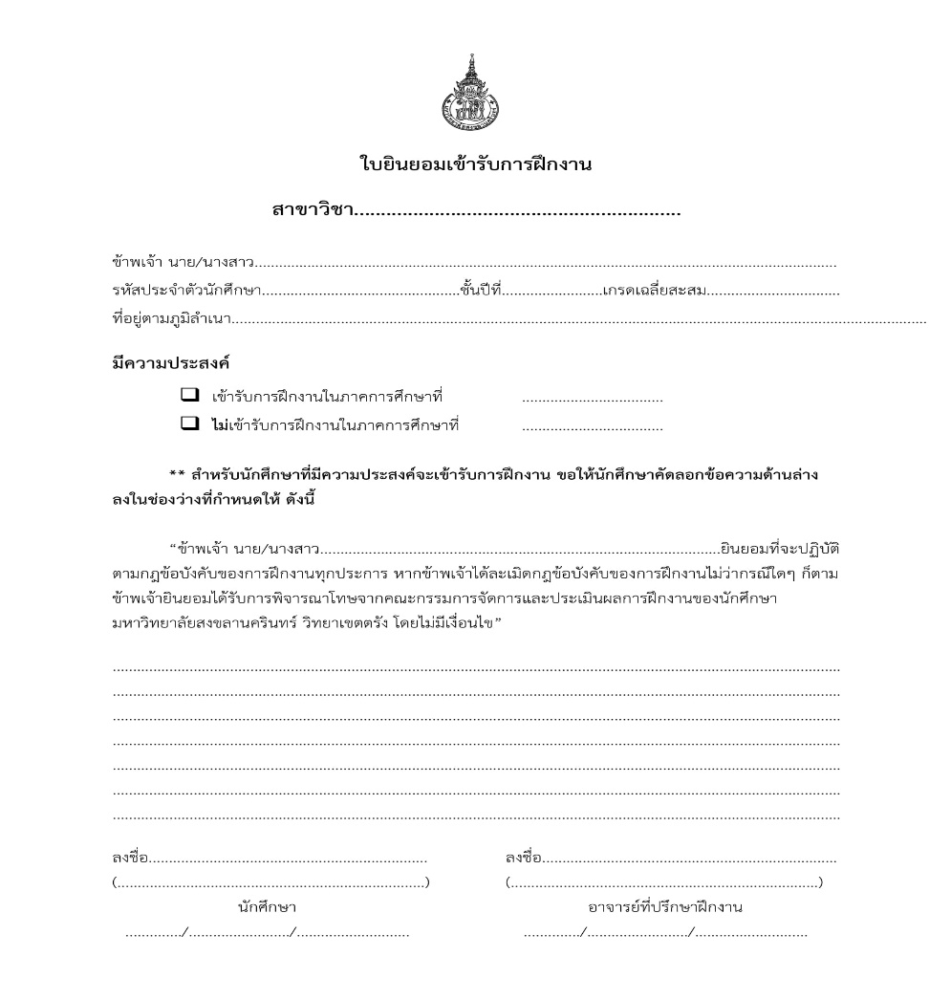 ใบยินยอมเข้ารับการฝึกงาน
สาขาวิชา.............................................................
ข้าพเจ้า นาย/นางสาว................................................................................................................................................
รหัสประจำตัวนักศึกษา.................................................ชั้นปีที่.........................เกรดเฉลี่ยสะสม.................................
ที่อยู่ตามภูมิลำเนา............................................................................................................................................................................
มีความประสงค์
❑ เข้ารับการฝึกงานในภาคการศึกษาที่ ...................................
❑ ไม่เข้ารับการฝึกงานในภาคการศึกษาที่ ...................................
** สำหรับนักศึกษาที่มีความประสงค์จะเข้ารับการฝึกงาน ขอให้นักศึกษาคัดลอกข้อความด้านล่าง
ลงในช่องว่างที่กำหนดให้ ดังนี้
“ข้าพเจ้า นาย/นางสาว...................................................................................................ยินยอมที่จะปฏิบัติ
ตามกฎข้อบังคับของการฝึกงานทุกประการ หากข้าพเจ้าได้ละเมิดกฎข้อบังคับของการฝึกงานไม่ว่ากรณีใดๆ ก็ตาม
ข้าพเจ้ายินยอมได้รับการพิจารณาโทษจากคณะกรรมการจัดการและประเมินผลการฝึกงานของนักศึกษา
มหาวิทยาลัยสงขลานครินทร์ วิทยาเขตตรัง โดยไม่มีเงื่อนไข”
....................................................................................................................................................................................
....................................................................................................................................................................................
....................................................................................................................................................................................
....................................................................................................................................................................................
....................................................................................................................................................................................
....................................................................................................................................................................................
....................................................................................................................................................................................
ลงชื่อ..................................................................... ลงชื่อ.........................................................................
(............................................................................) (............................................................................)
นักศึกษา อาจารย์ที่ปรึกษาฝึกงาน
............../........................./............................ ............../........................./............................